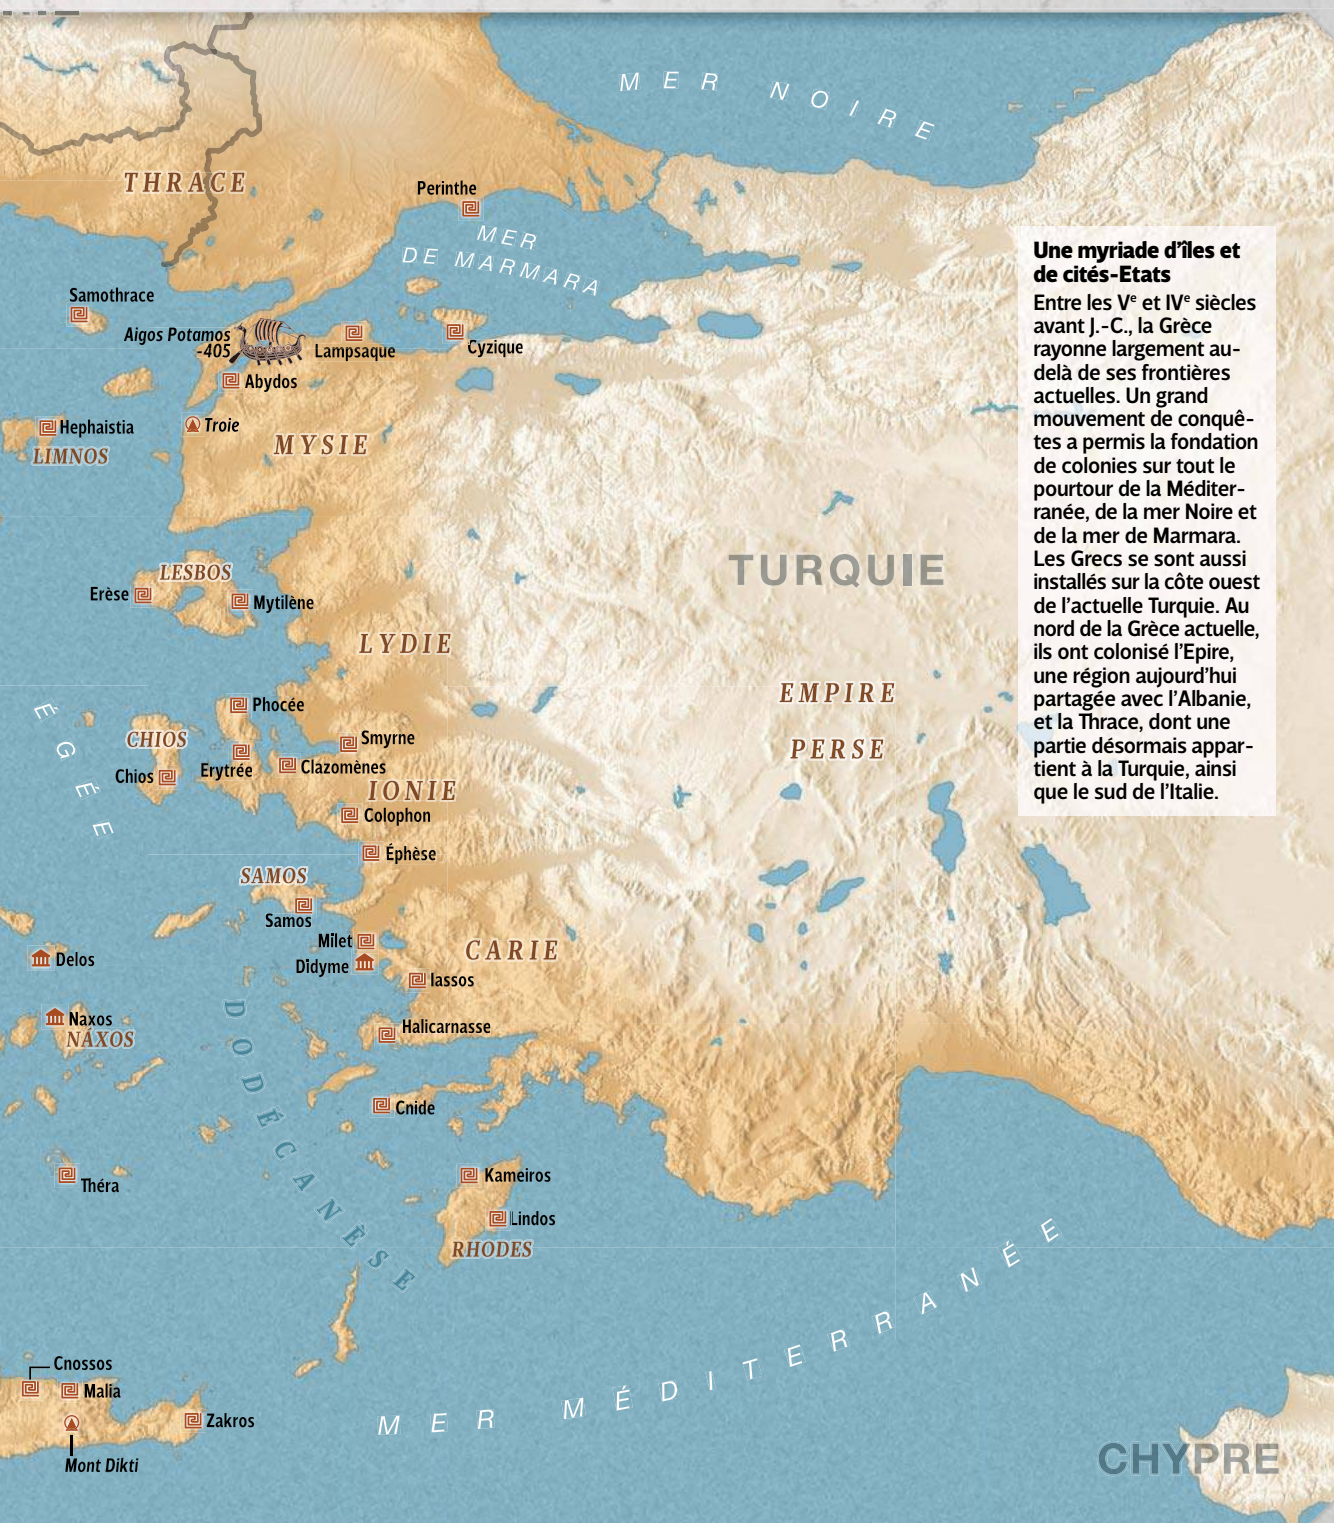 MER NOIRE
THRACE
Perinthe
MER
DE MARMARA
Samothrace
Aigos Potamos
-405
Lampsaque
Cyzique
Abydos
Troie
Hephaistia
LIMNOS
MYSIE
Une myriade d’îles et
de cités-Etats
Entre les Ve et IVe siècles
avant J.-C., la Grèce
rayonne largement au-
delà de ses frontières
actuelles. Un grand
mouvement de conquê-
tes a permis la fondation
de colonies sur tout le
pourtour de la Méditer-
ranée, de la mer Noire et
de la mer de Marmara.
Les Grecs se sont aussi
installés sur la côte ouest
de l’actuelle Turquie. Au
nord de la Grèce actuelle,
ils ont colonisé l’Epire,
une région aujourd’hui
partagée avec l’Albanie,
et la Thrace, dont une
partie désormais appar-
tient à la Turquie, ainsi
que le sud de l’Italie.
TURQUIE
LESBOS
Erèse
Mytilène
LYDIE
EMPIRE
PERSE
ÉGÉE
Phocée
CHIOS
Smyrne
Chios
Erytrée
Clazomènes
IONIE
Colophon
Éphèse
SAMOS
Samos
Milet
Didyme
CARIE
Delos
Iassos
Naxos
NÁXOS
Halicarnasse
DODÉCANÈSE
Cnide
Théra
Kameiros
Lindos
RHODES
MER MÉDITERRANÉE
Cnossos
Malia
Zakros
Mont Dikti
CHYPRE